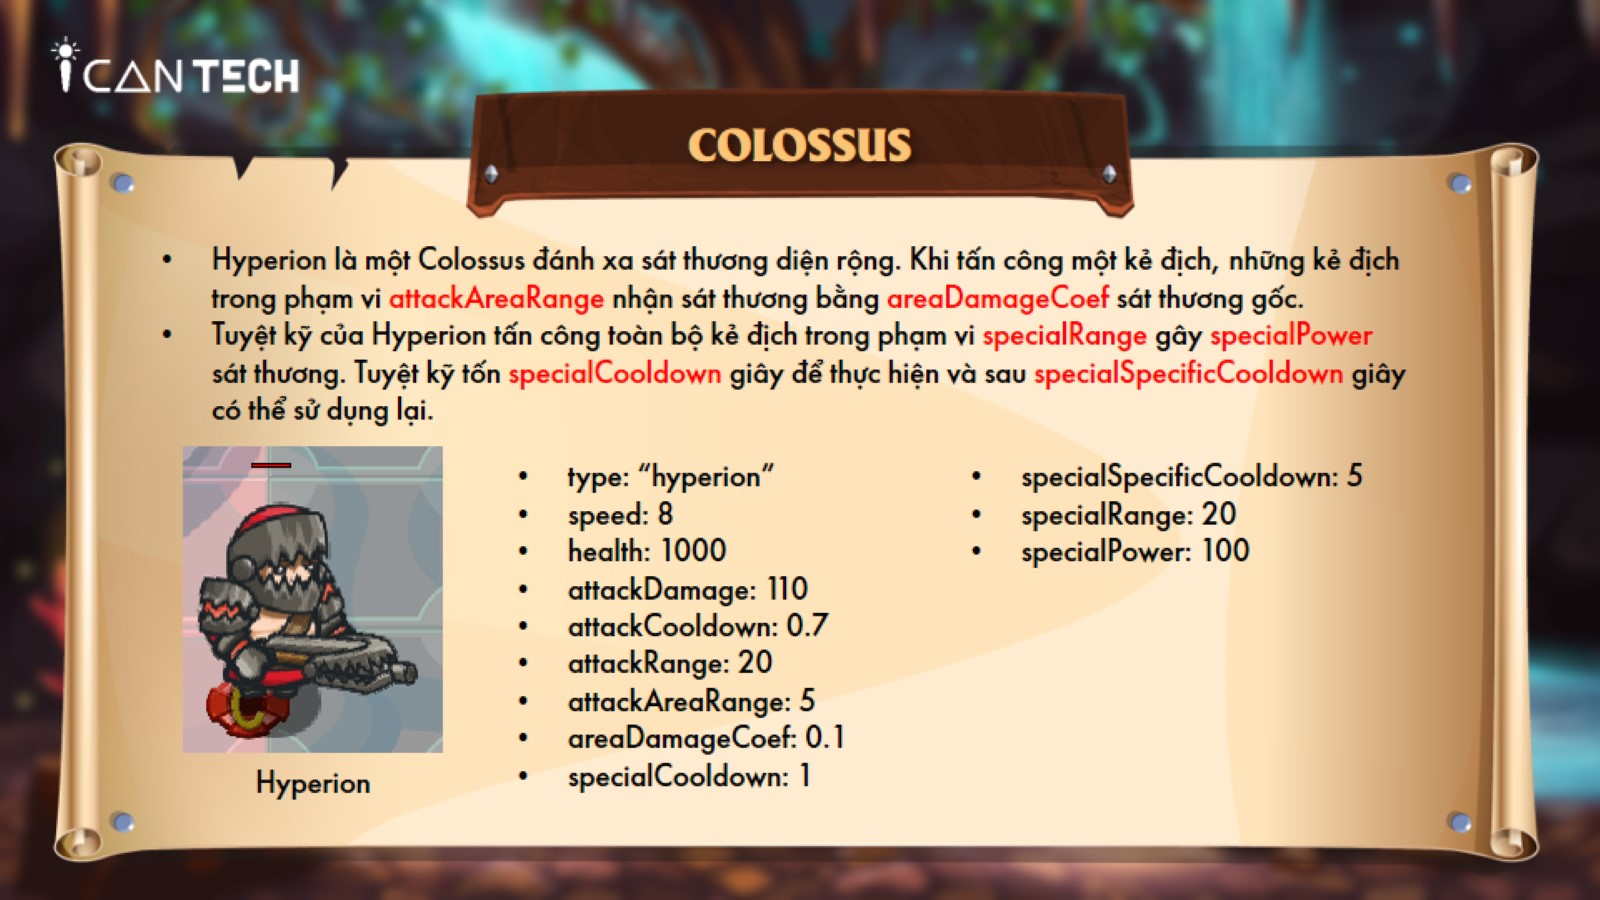 iCANTECH
COLOSSUS
• Hyperion là một Colossus đánh xa sát thương diện rộng. Khi tấn công một kẻ địch, những kẻ địch
trong phạm vi attackAreaRange nhận sát thương bằng areaDamageCoef sát thương gốc.
• Tuyệt kỹ của Hyperion tấn công toàn bộ kẻ địch trong phạm vi specialRange gây specialPower
sát thương. Tuyệt kỹ tốn specialCooldown giây để thực hiện và sau specialSpecificCooldown giây
có thể sử dụng lại.
Hyperion
• type: “hyperion”
• speed: 8
• health: 1000
• attackDamage: 110
• attackCooldown: 0.7
• attackRange: 20
• attackAreaRange: 5
• areaDamageCoef: 0.1
• specialCooldown: 1
• specialSpecificCooldown: 5
• specialRange: 20
• specialPower: 100